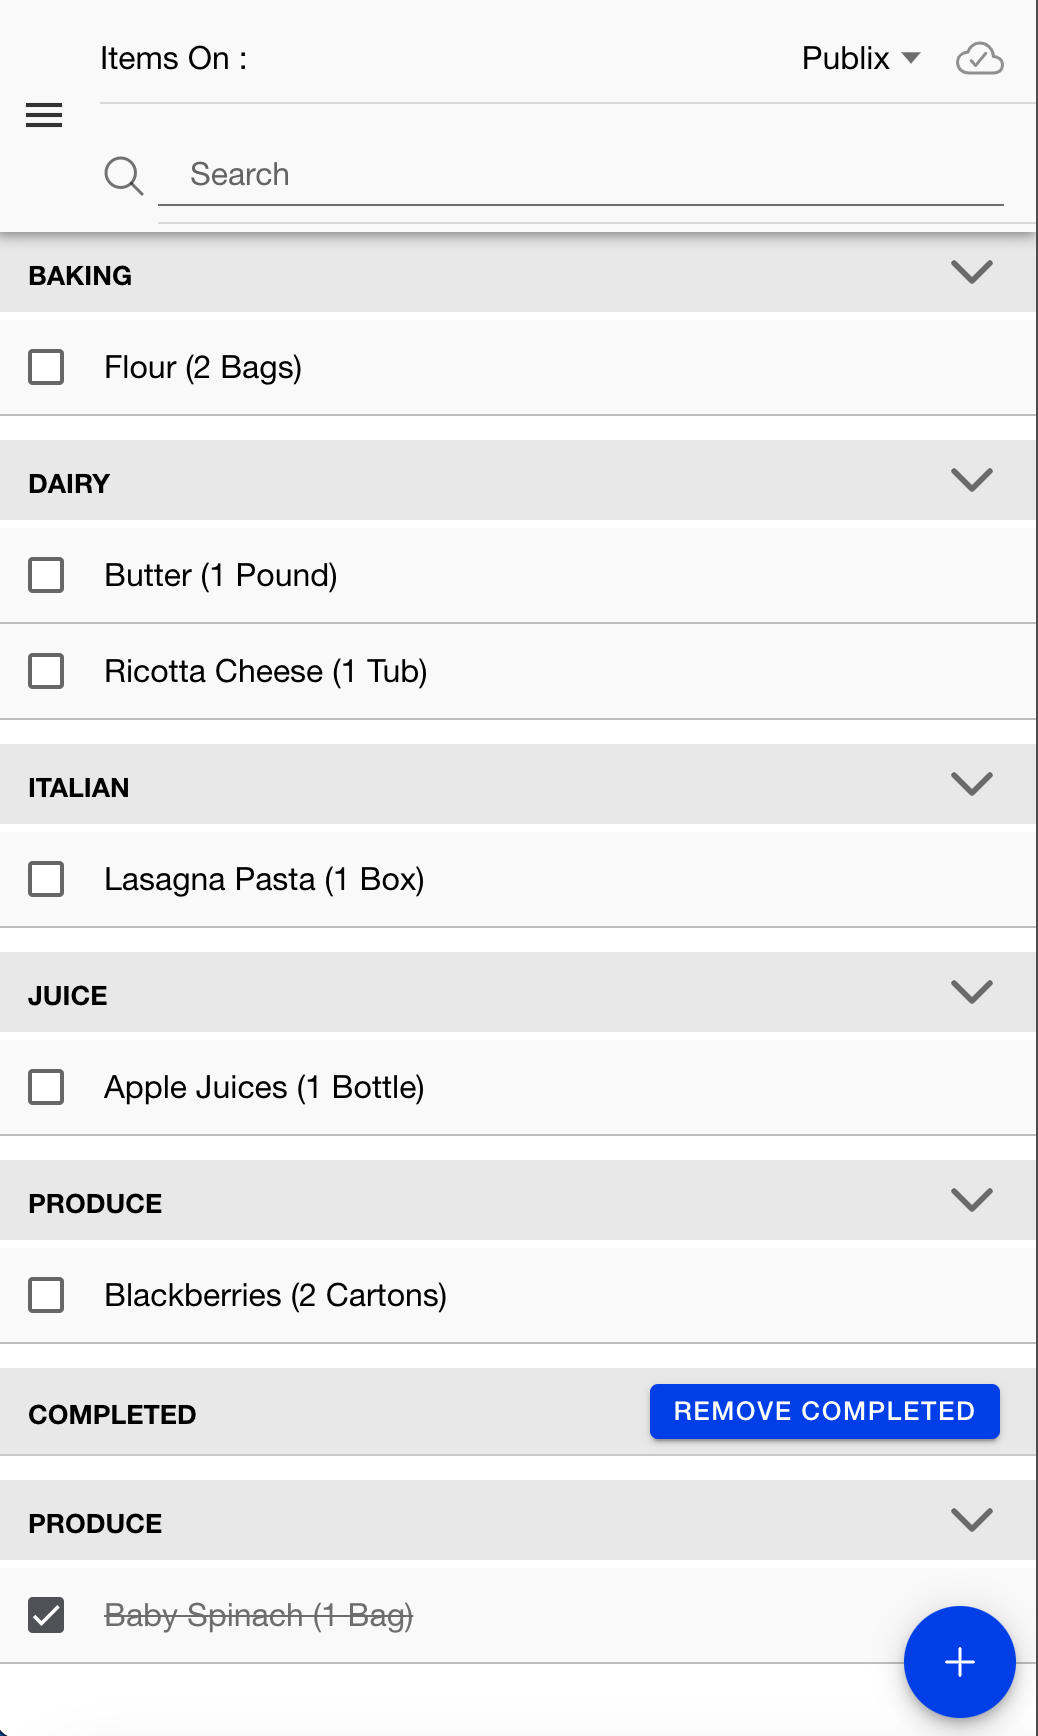 Items On :
Publix
Search
BAKING
Flour (2 Bags)
DAIRY
Butter (1 Pound)
Ricotta Cheese (1 Tub)
ITALIAN
Lasagna Pasta (1 Box)
JUICE
Apple Juices (1 Bottle)
PRODUCE
Blackberries (2 Cartons)
COMPLETED
REMOVE COMPLETED
PRODUCE
Baby Spinach (1 Bag)